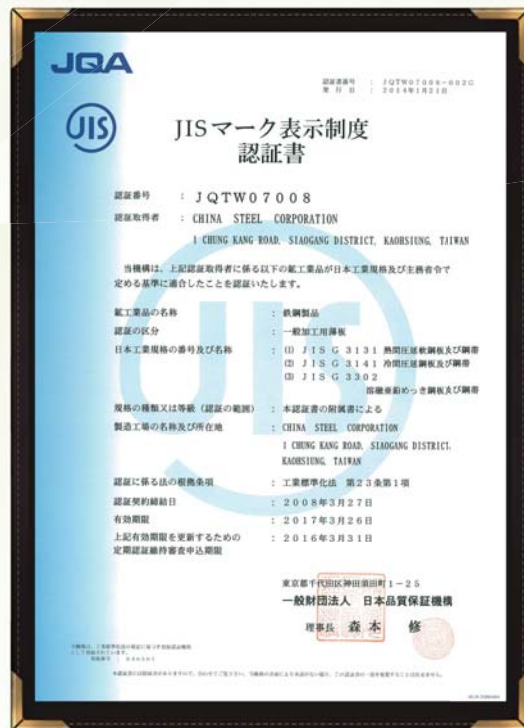 JQA
認証書番号 : JQTW07008-002G
発行日 : 2014年1月21日
JIS
JISマーク表示制度
認証書
認証番号 : JQTW07008
認証取得者 : CHINA STEEL CORPORATION
1 CHUNG KANG ROAD, SIAOGANG DISTRICT, KAOHSIUNG, TAIWAN
当機構は、上記認証取得者に係る以下の鉱工業品が日本工業規格及び主務省令で
定める基準に適合したことを認証いたします。
鉱工業品の名称 : 鉄鋼製品
認証の区分 : 一般加工用薄板
日本工業規格の番号及び名称 : (1) JIS G 3131 熱間圧延軟鋼板及び鋼帯
(2) JIS G 3141 冷間圧延鋼板及び鋼帯
(3) JIS G 3302
溶融亜鉛めっき鋼板及び鋼帯
規格の種類又は等級(認証の範囲) : 本認証書の附属書による
製造工場の名称及び所在地 : CHINA STEEL CORPORATION
1 CHUNG KANG ROAD, SIAOGANG DISTRICT,
KAOHSIUNG, TAIWAN
認証に係る法の根拠条項 : 工業標準化法 第23条第1項
認証契約締結日 : 2008年3月27日
有効期限 : 2017年3月26日
上記有効期限を更新するための : 2016年3月31日
定期認証維持審査申込期限
東京都千代田区神田須田町1-25
一般財団法人 日本品質保証機構
理事長 森本 修